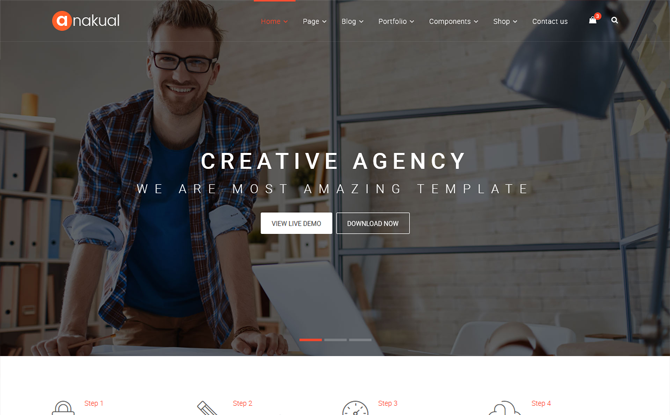 anakual
Home Page Blog Portfolio Components Shop Contact us
CREATIVE AGENCY
WE ARE MOST AMAZING TEMPLATE
VIEW LIVE DEMO DOWNLOAD NOW
Step 1 Step 2 Step 3 Step 4